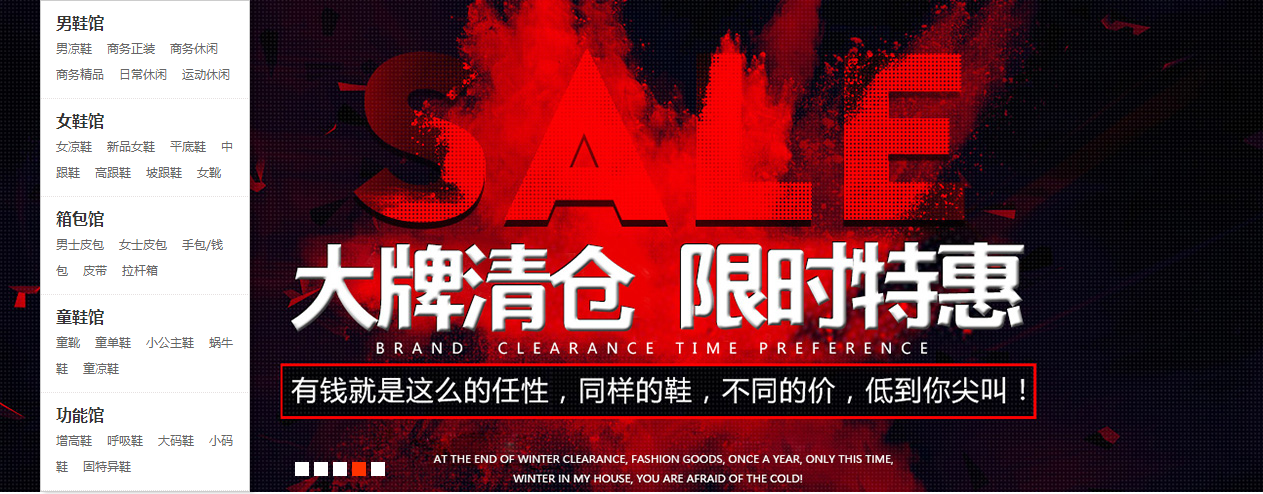 男鞋馆
男凉鞋 商务正装 商务休闲
商务精品 日常休闲 运动休闲
女鞋馆
女凉鞋 新品女鞋 平底鞋 中
跟鞋 高跟鞋 坡跟鞋 女靴
箱包馆
男士皮包 女士皮包 手包/钱
包 皮带 拉杆箱
童鞋馆
童靴 童单鞋 小公主鞋 蜗牛
鞋 童凉鞋
功能馆
增高鞋 呼吸鞋 大码鞋 小码
鞋 固特异鞋
SALE
大牌清仓 限时特惠
BRAND CLEARANCE TIME PREFERENCE
有钱就是这么的任性，同样的鞋，不同的价，低到你尖叫！
AT THE END OF WINTER CLEARANCE, FASHION GOODS, ONCE A YEAR, ONLY THIS TIME,
WINTER IN MY HOUSE, YOU ARE AFRAID OF THE COLD!